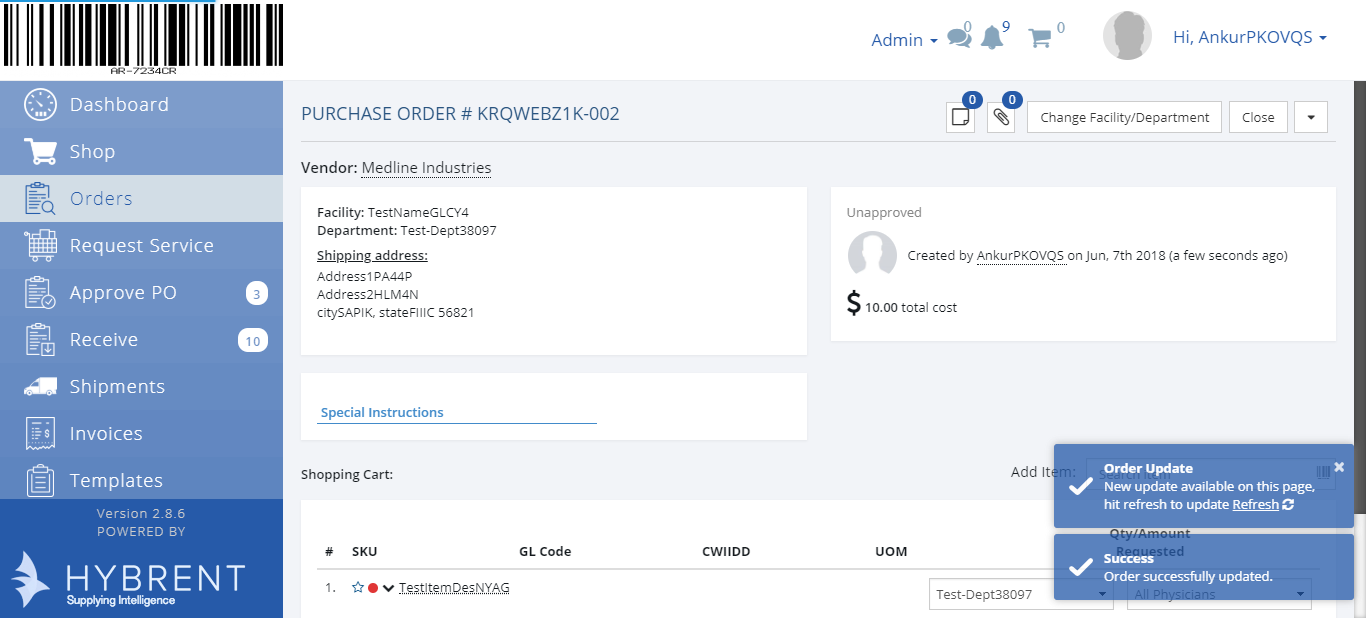 AR-7234CR
Admin
0
9
0
Hi, AnkurPKOVQS
Dashboard
Shop
Orders
Request Service
Approve PO 3
Receive 10
Shipments
Invoices
Templates
Version 2.8.6
POWERED BY
HYBRENT
Supplying Intelligence
PURCHASE ORDER # KRQWEBZ1K-002
0
0
Change Facility/Department
Close
Vendor: Medline Industries
Facility: TestNameGLCY4
Department: Test-Dept38097
Shipping address:
Address1PA44P
Address2HLM4N
citySAPIK, stateFIIIC 56821
Unapproved
Created by AnkurPKOVQS on Jun, 7th 2018 (a few seconds ago)
$ 10.00 total cost
Special Instructions
Shopping Cart:
Add Item: Search Item
Order Update
New update available on this page,
hit refresh to update Refresh
×
Success
Order successfully updated.
# SKU GL Code CWIIDD UOM Qty/Amount
Requested
1. TestItemDesNYAG
Test-Dept38097
All Physicians